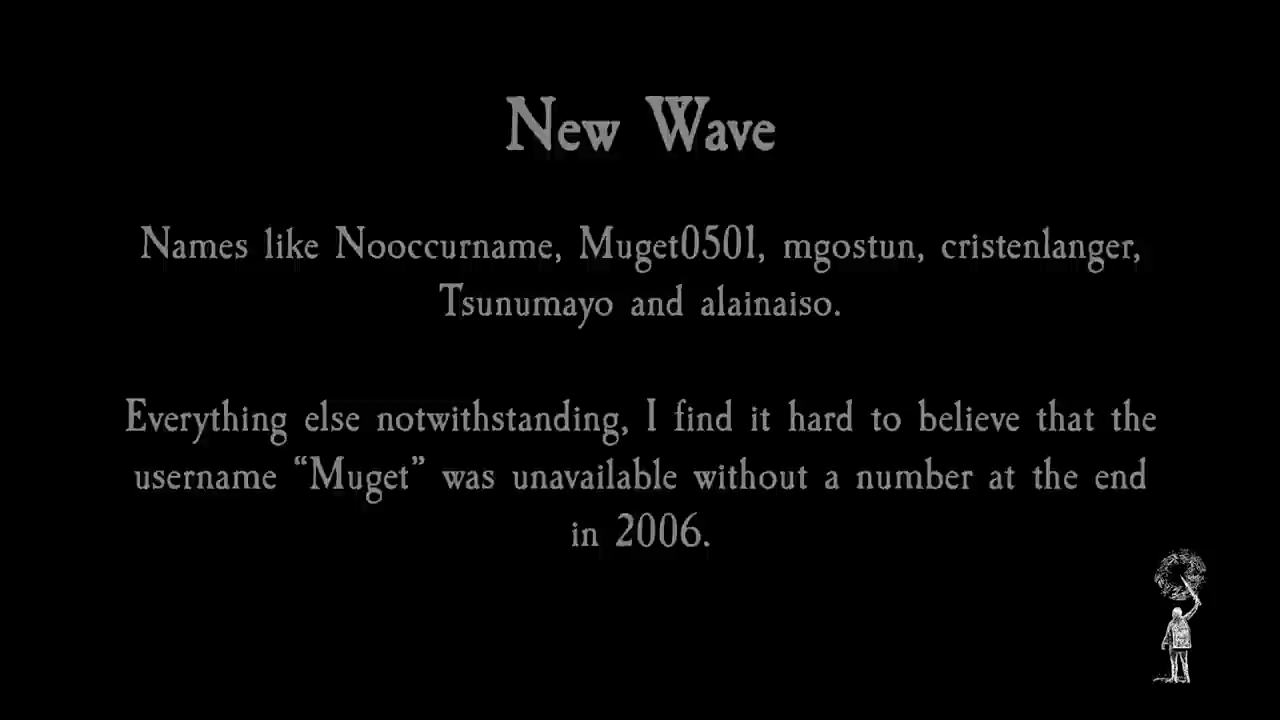 New Wave
Names like Nooccurname, Muget0501, mgostun, cristenlanger,
Tsunumayo and alainaiso.
Everything else notwithstanding, I find it hard to believe that the
username “Muget” was unavailable without a number at the end
in 2006.